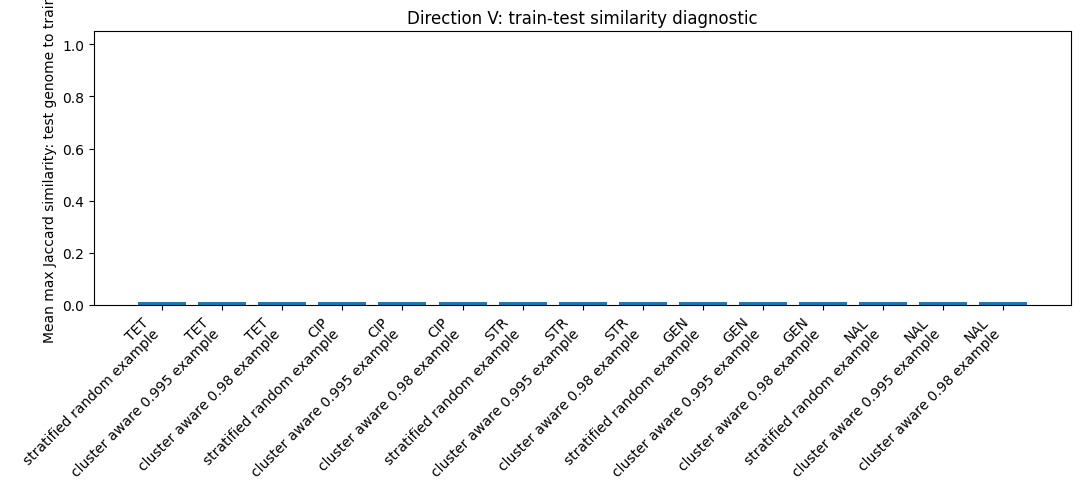 Direction V: train-test similarity diagnostic
Mean max Jaccard similarity: test genome to train
1.0
0.8
0.6
0.4
0.2
0.0
TET
stratified random example
TET
cluster aware 0.995 example
TET
cluster aware 0.98 example
CIP
stratified random example
CIP
cluster aware 0.995 example
CIP
cluster aware 0.98 example
STR
stratified random example
STR
cluster aware 0.995 example
STR
cluster aware 0.98 example
GEN
stratified random example
GEN
cluster aware 0.995 example
GEN
cluster aware 0.98 example
NAL
stratified random example
NAL
cluster aware 0.995 example
NAL
cluster aware 0.98 example